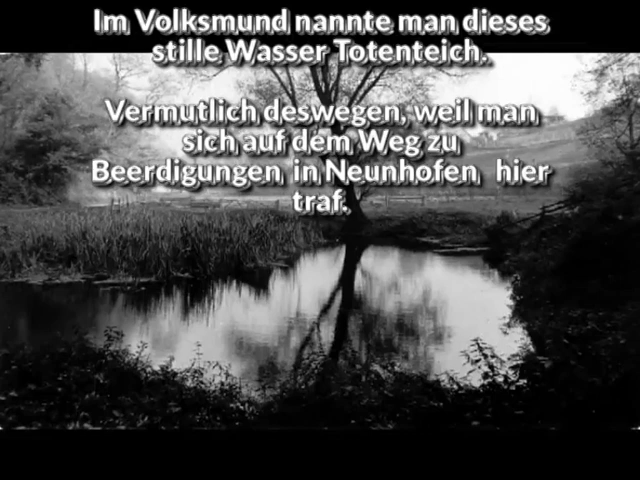 Im Volksmund nannte man dieses
stille Wasser Totenteich.
Vermutlich deswegen, weil man
sich auf dem Weg zu
Beerdigungen in Neunhofen hier
traf.